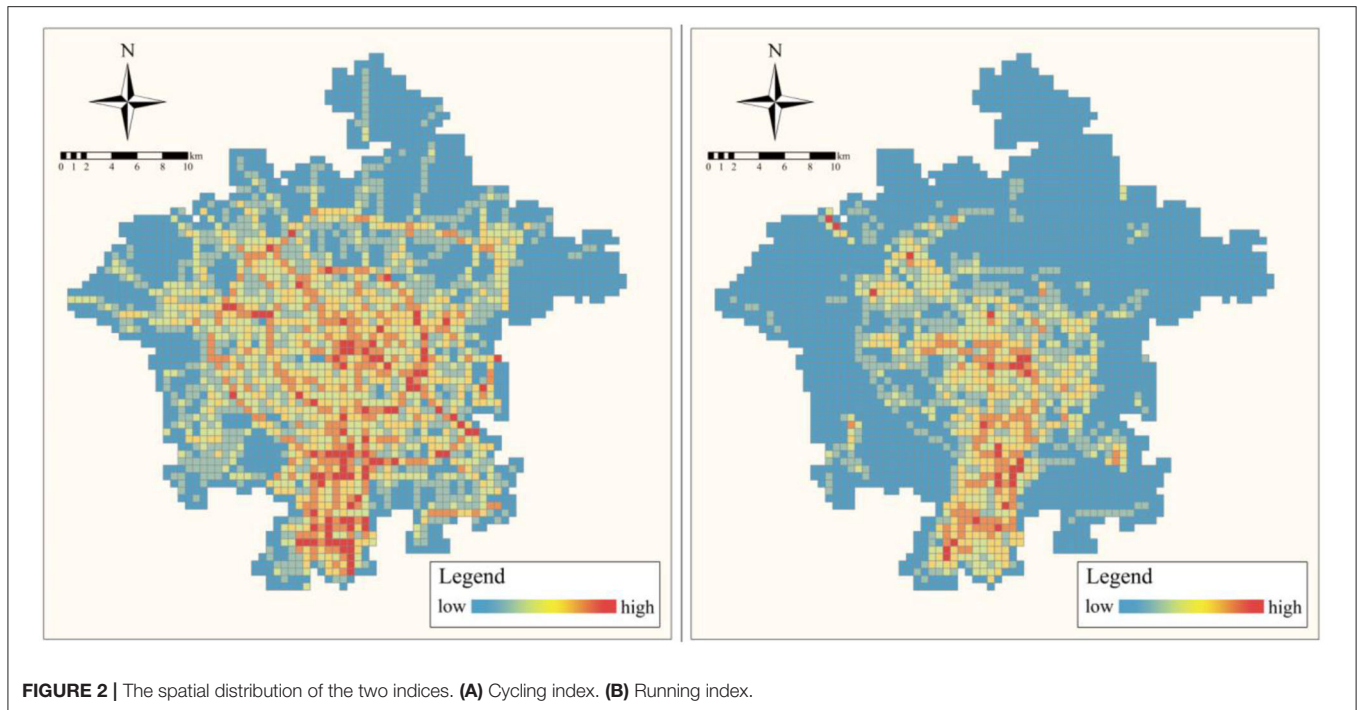 N
km
0 1 2 4 6 8 10
Legend
low high
N
km
0 1 2 4 6 8 10
Legend
low high
FIGURE 2 | The spatial distribution of the two indices. (A) Cycling index. (B) Running index.